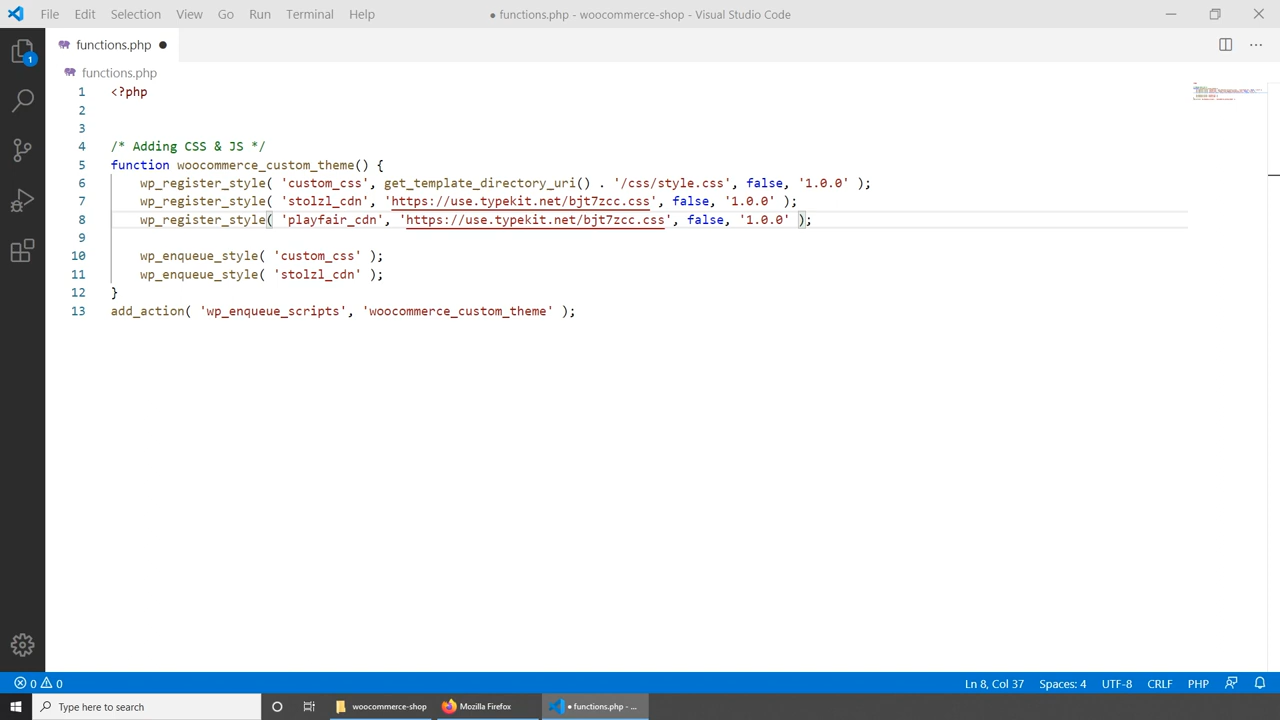 File Edit Selection View Go Run Terminal Help ● functions.php - woocommerce-shop - Visual Studio Code
functions.php ●
functions.php
1 <?php
2
3
4 /* Adding CSS & JS */
5 function woocommerce_custom_theme() {
6 wp_register_style( 'custom_css', get_template_directory_uri() . '/css/style.css', false, '1.0.0' );
7 wp_register_style( 'stolzl_cdn', 'https://use.typekit.net/bjt7zcc.css', false, '1.0.0' );
8 wp_register_style( 'playfair_cdn', 'https://use.typekit.net/bjt7zcc.css', false, '1.0.0' );
9
10 wp_enqueue_style( 'custom_css' );
11 wp_enqueue_style( 'stolzl_cdn' );
12 }
13 add_action( 'wp_enqueue_scripts', 'woocommerce_custom_theme' );
1
0 0 Ln 8, Col 37 Spaces: 4 UTF-8 CRLF PHP
Type here to search woocommerce-shop Mozilla Firefox ● functions.php - ...